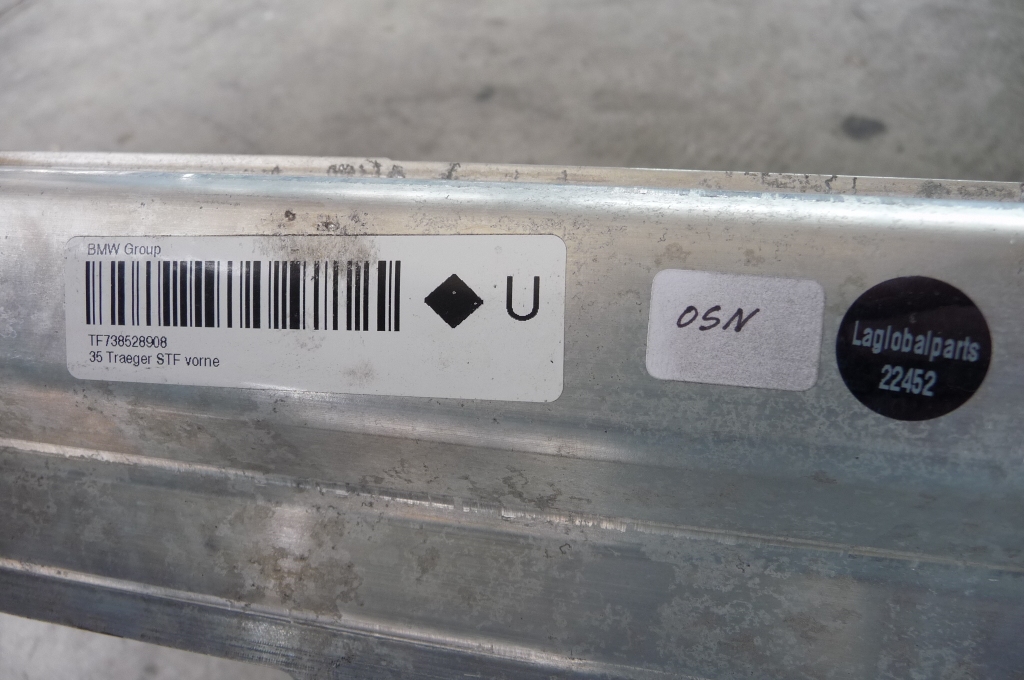 BMW Group
U
TF738528908
35 Traeger STF vorne
OSN
Laglobalparts
22452